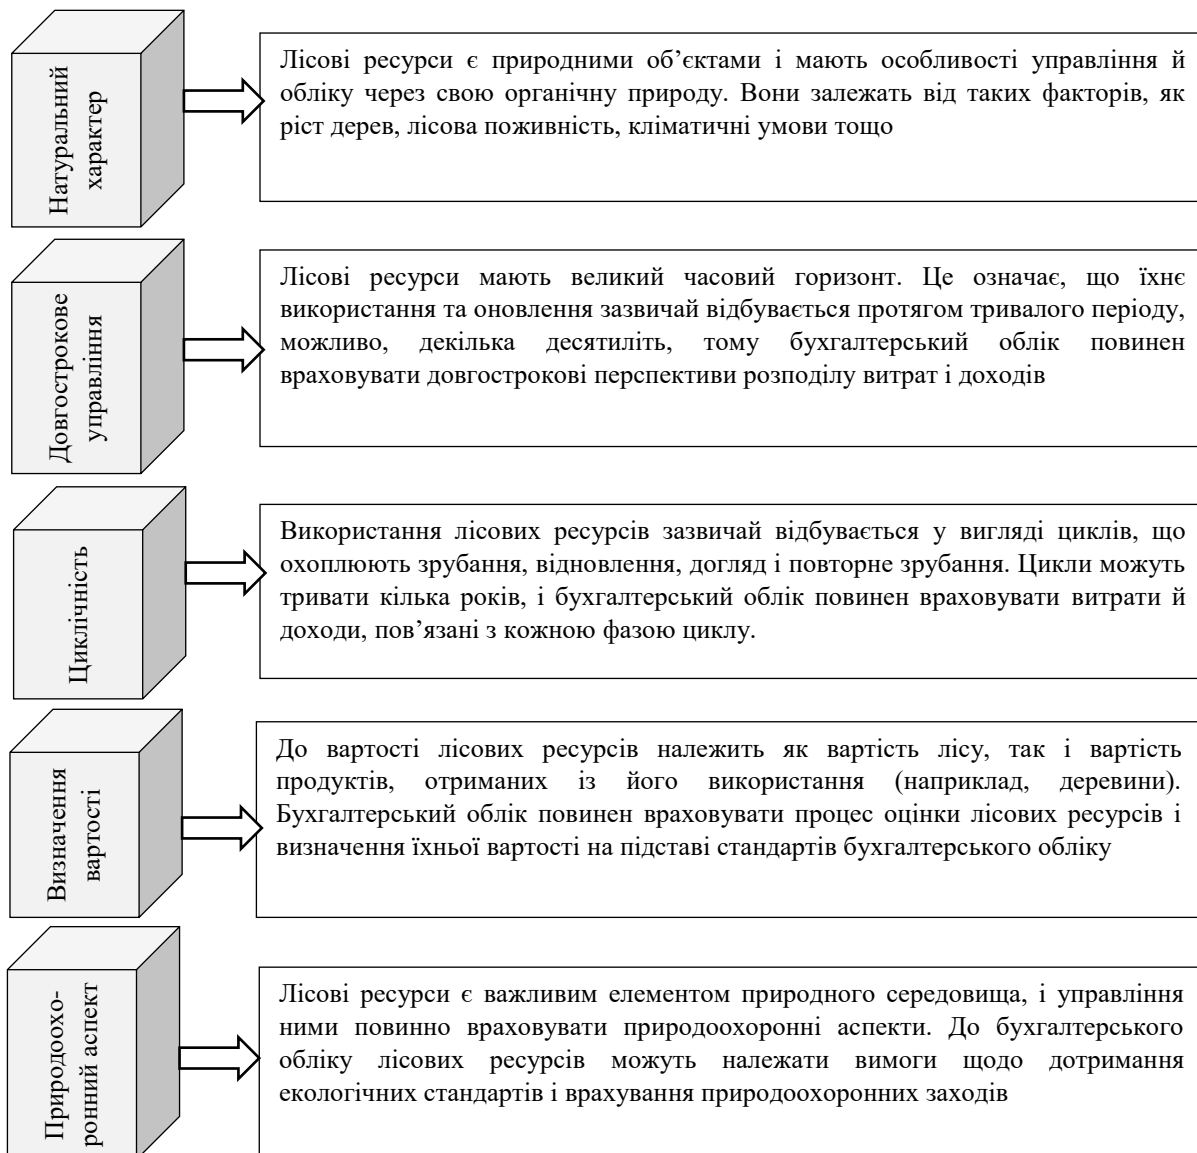 Натуральний
характер
Лісові ресурси є природними об’єктами і мають особливості управління й
обліку через свою органічну природу. Вони залежать від таких факторів, як
ріст дерев, лісова поживність, кліматичні умови тощо
Довгострокове
управління
Лісові ресурси мають великий часовий горизонт. Це означає, що їхнє
використання та оновлення зазвичай відбувається протягом тривалого періоду,
можливо, декілька десятиліть, тому бухгалтерський облік повинен
враховувати довгострокові перспективи розподілу витрат і доходів
Циклічність
Використання лісових ресурсів зазвичай відбувається у вигляді циклів, що
охоплюють зрубання, відновлення, догляд і повторне зрубання. Цикли можуть
тривати кілька років, і бухгалтерський облік повинен враховувати витрати й
доходи, пов’язані з кожною фазою циклу.
Визначення
вартості
До вартості лісових ресурсів належить як вартість лісу, так і вартість
продуктів, отриманих із його використання (наприклад, деревини).
Бухгалтерський облік повинен враховувати процес оцінки лісових ресурсів і
визначення їхньої вартості на підставі стандартів бухгалтерського обліку
Природоохо-
ронний аспект
Лісові ресурси є важливим елементом природного середовища, і управління
ними повинно враховувати природоохоронні аспекти. До бухгалтерського
обліку лісових ресурсів можуть належати вимоги щодо дотримання
екологічних стандартів і врахування природоохоронних заходів